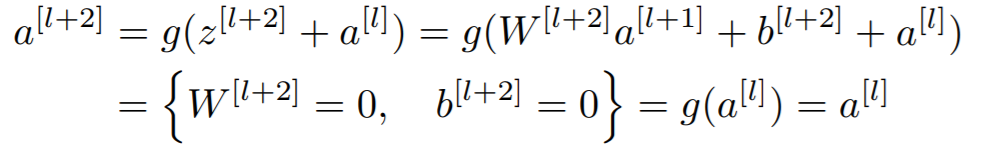 a^{[l+2]} = g(z^{[l+2]} + a^{[l]}) = g(W^{[l+2]}a^{[l+1]} + b^{[l+2]} + a^{[l]})
= {W^{[l+2]} = 0, b^{[l+2]} = 0} = g(a^{[l]}) = a^{[l]}